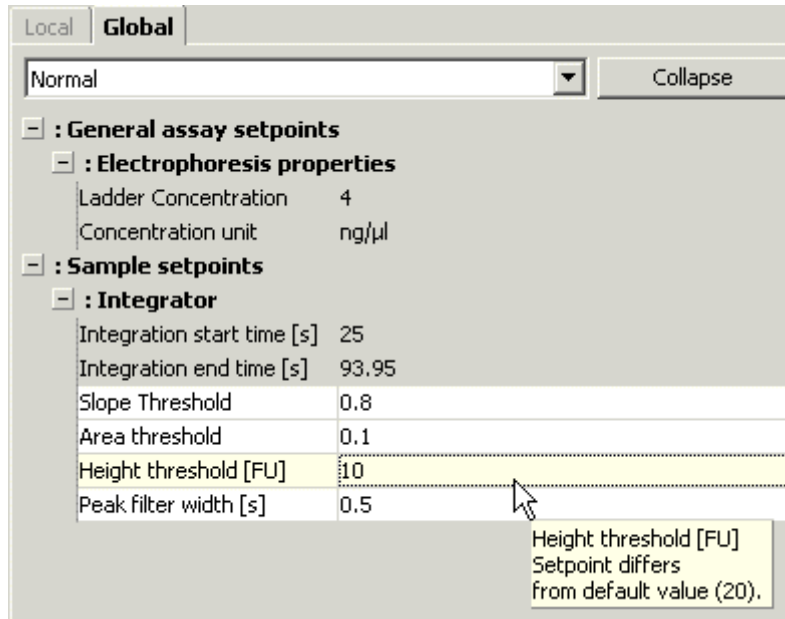 Local Global
Normal Collapse
: General assay setpoints
: Electrophoresis properties
Ladder Concentration 4
Concentration unit ng/µl
: Sample setpoints
: Integrator
Integration start time [s] 25
Integration end time [s] 93.95
Slope Threshold 0.8
Area threshold 0.1
Height threshold [FU] 10
Peak filter width [s] 0.5
Height threshold [FU]
Setpoint differs
from default value (20).